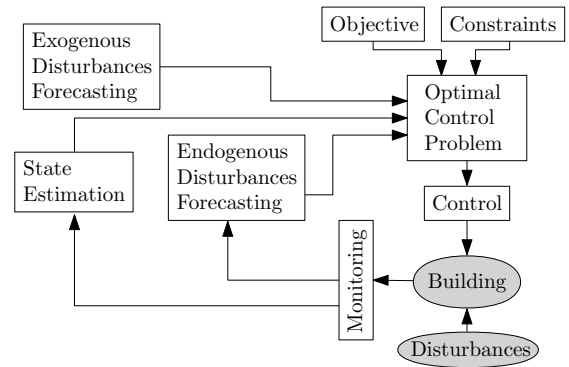 Objective
Constraints
Exogenous
Disturbances
Forecasting
Optimal
Control
Problem
Endogenous
Disturbances
Forecasting
State
Estimation
Control
Monitoring
Building
Disturbances